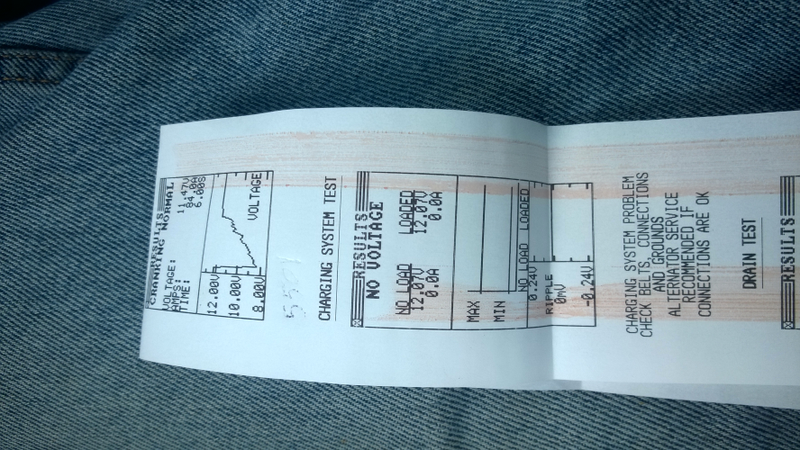 RESULTS
CRANKING NORMAL
VOLTAGE: 11.47V
AMPS: 94.0A
TIME: 6.00S
12.00V
10.00V
8.00V VOLTAGE
CHARGING SYSTEM TEST
RESULTS
NO VOLTAGE
NO LOAD LOADED
12.07V 12.07V
0.0A 0.0A
MAX
MIN
NO LOAD LOADED
0.24V
RIPPLE
0mV
-0.24V
CHARGING SYSTEM PROBLEM
CHECK BELTS, CONNECTIONS
AND GROUNDS
ALTERNATOR SERVICE
RECOMMENDED IF
CONNECTIONS ARE OK
DRAIN TEST
RESULTS